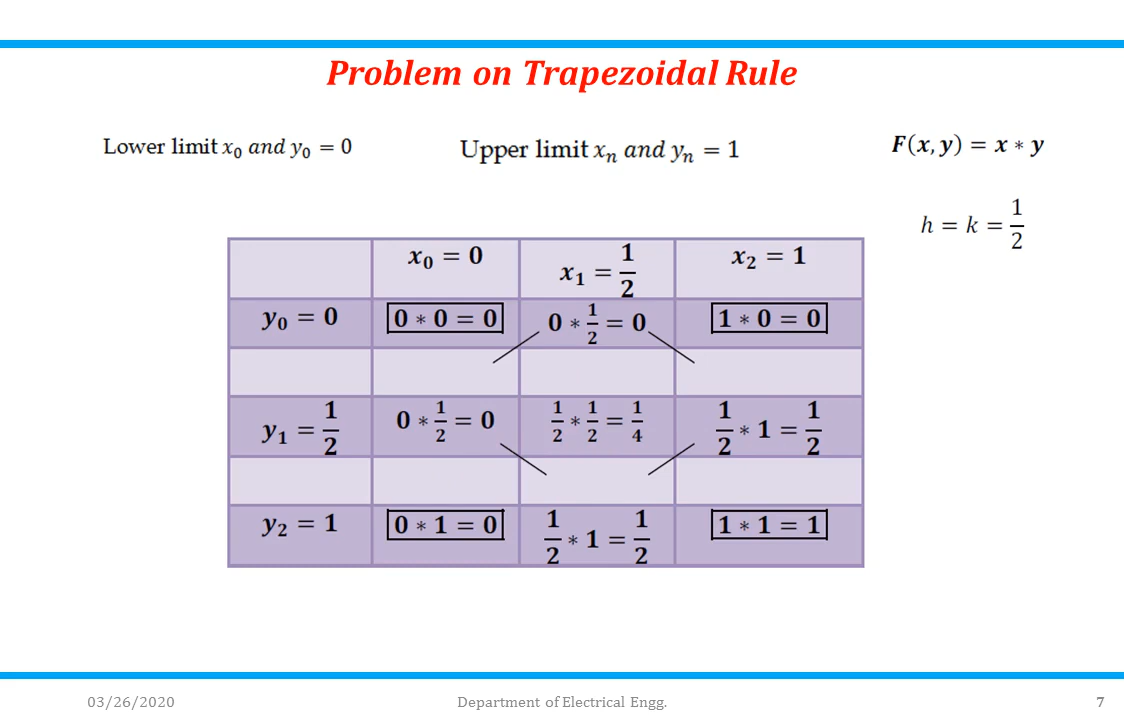 Problem on Trapezoidal Rule
Lower limit x₀ and y₀ = 0
Upper limit xₙ and yₙ = 1
F(x, y) = x * y
h = k = 1/2
x₀ = 0 x₁ = 1/2 x₂ = 1
y₀ = 0 0 * 0 = 0 0 * 1/2 = 0 1 * 0 = 0
y₁ = 1/2 0 * 1/2 = 0 1/2 * 1/2 = 1/4 1/2 * 1 = 1/2
y₂ = 1 0 * 1 = 0 1/2 * 1 = 1/2 1 * 1 = 1
03/26/2020 Department of Electrical Engg. 7